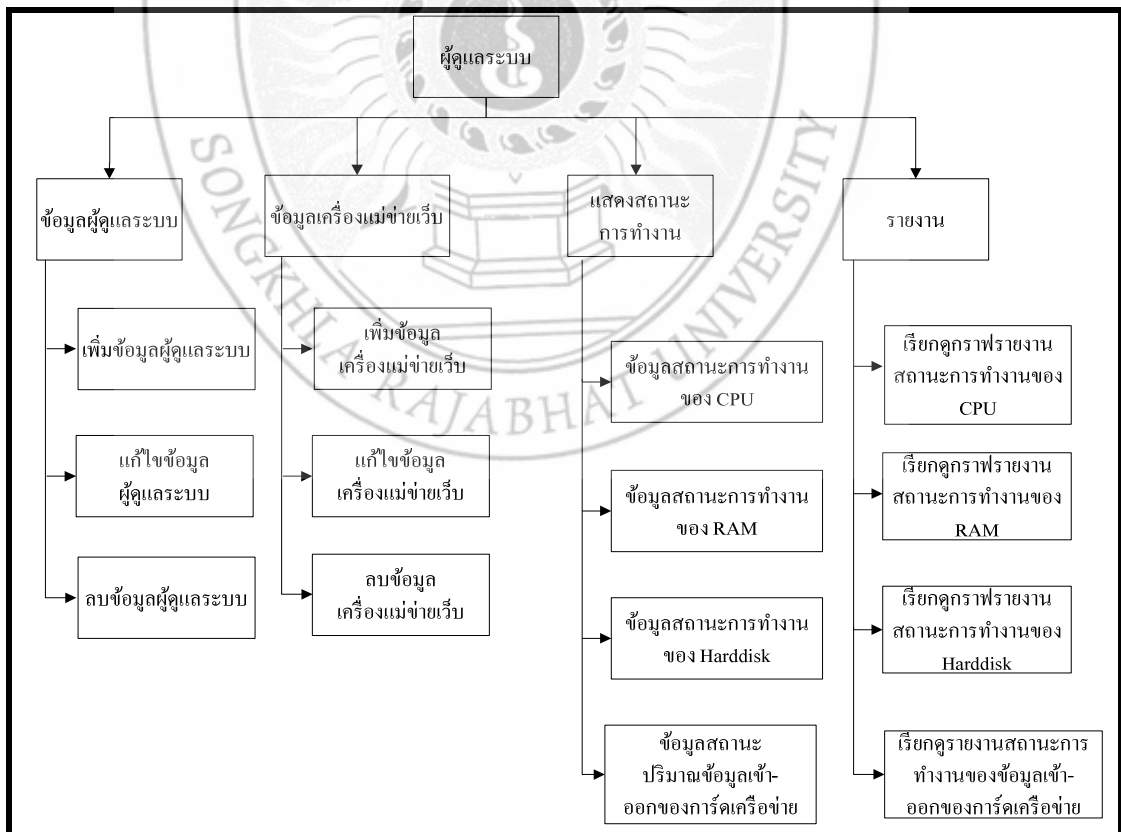 ผู้ดูแลระบบ
ข้อมูลผู้ดูแลระบบ
ข้อมูลเครื่องแม่ข่ายเว็บ
แสดงสถานะ
การทำงาน
รายงาน
เพิ่มข้อมูลผู้ดูแลระบบ
แก้ไขข้อมูล
ผู้ดูแลระบบ
ลบข้อมูลผู้ดูแลระบบ
เพิ่มข้อมูล
เครื่องแม่ข่ายเว็บ
แก้ไขข้อมูล
เครื่องแม่ข่ายเว็บ
ลบข้อมูล
เครื่องแม่ข่ายเว็บ
ข้อมูลสถานะการทำงาน
ของ CPU
ข้อมูลสถานะการทำงาน
ของ RAM
ข้อมูลสถานะการทำงาน
ของ Harddisk
ข้อมูลสถานะ
ปริมาณข้อมูลเข้า-
ออกของการ์ดเครือข่าย
เรียกดูกราฟรายงาน
สถานะการทำงานของ
CPU
เรียกดูกราฟรายงาน
สถานะการทำงานของ
RAM
เรียกดูกราฟรายงาน
สถานะการทำงานของ
Harddisk
เรียกดูรายงานสถานะการ
ทำงานของข้อมูลเข้า-
ออกของการ์ดเครือข่าย
SONGKHLA RAJABHAT UNIVERSITY